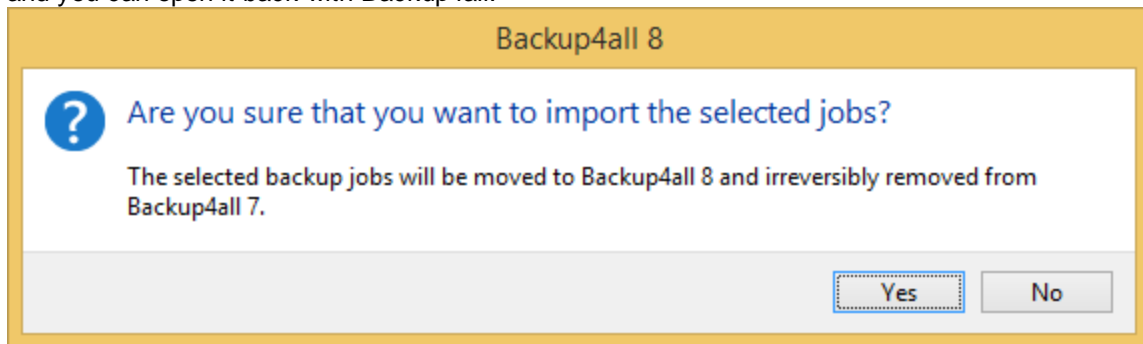 Backup4all 8
Are you sure that you want to import the selected jobs?
The selected backup jobs will be moved to Backup4all 8 and irreversibly removed from
Backup4all 7.
Yes
No